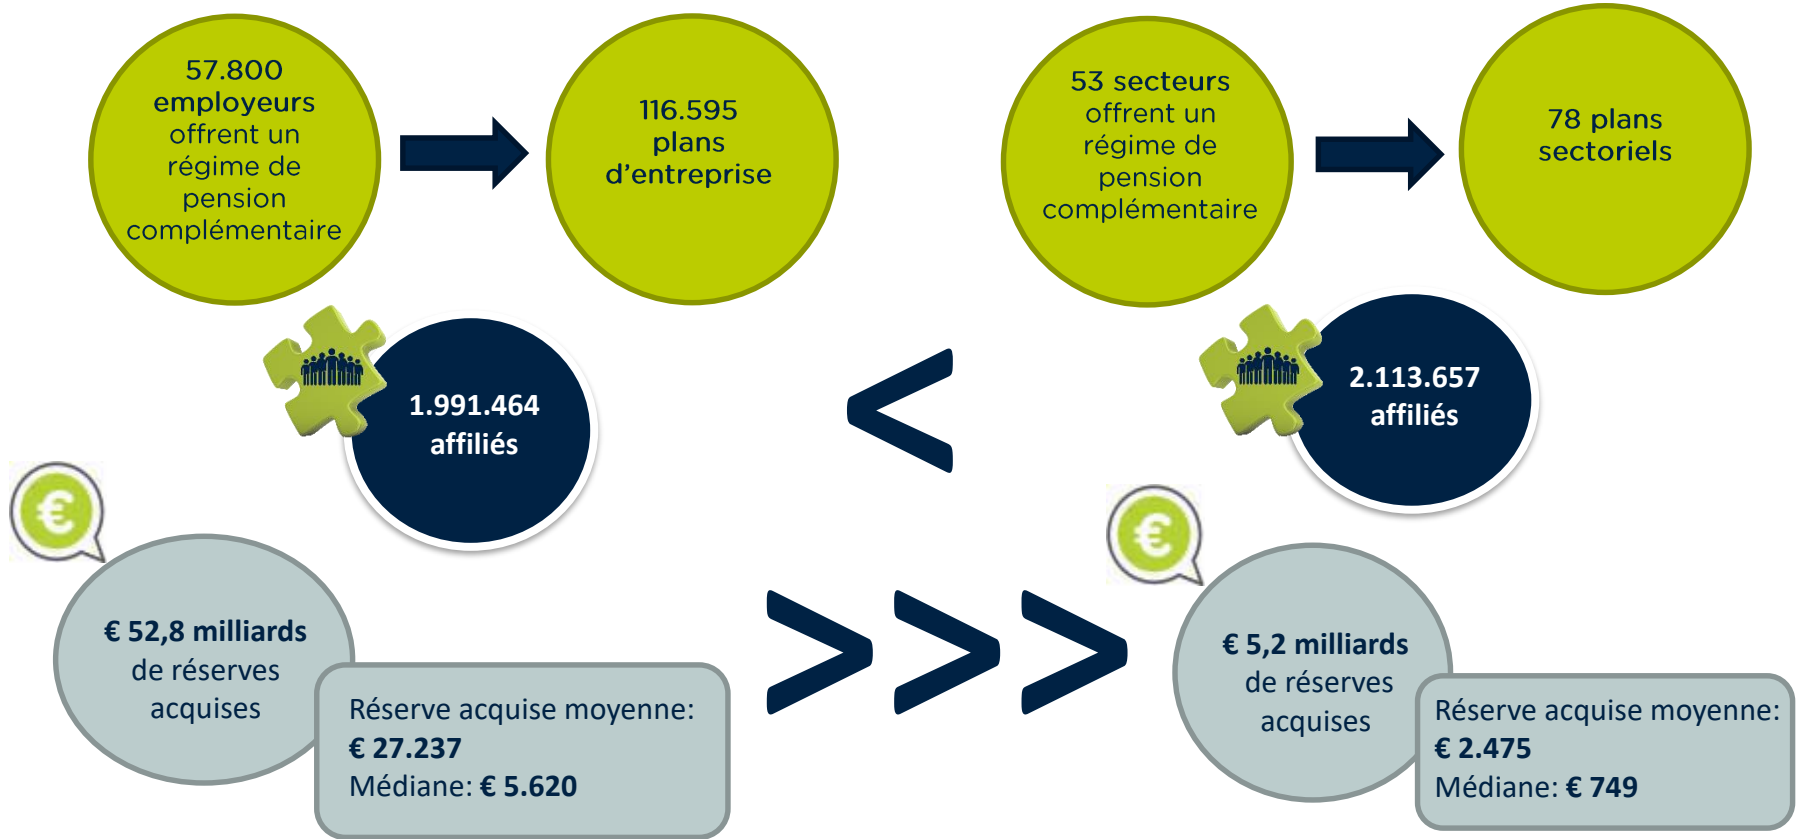 57.800
employeurs
offrent un
régime de
pension
complémentaire
116.595
plans
d'entreprise
53 secteurs
offrent un
régime de
pension
complémentaire
78 plans
sectoriels
1.991.464
affiliés
<
2.113.657
affiliés
€
€ 52,8 milliards
de réserves
acquises
Réserve acquise moyenne:
€ 27.237
Médiane: € 5.620
>>>
€
€ 5,2 milliards
de réserves
acquises
Réserve acquise moyenne:
€ 2.475
Médiane: € 749